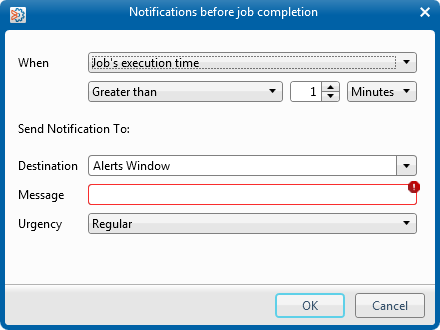 Notifications before job completion
When Job's execution time
Greater than 1 Minutes
Send Notification To:
Destination Alerts Window
Message
Urgency Regular
OK Cancel